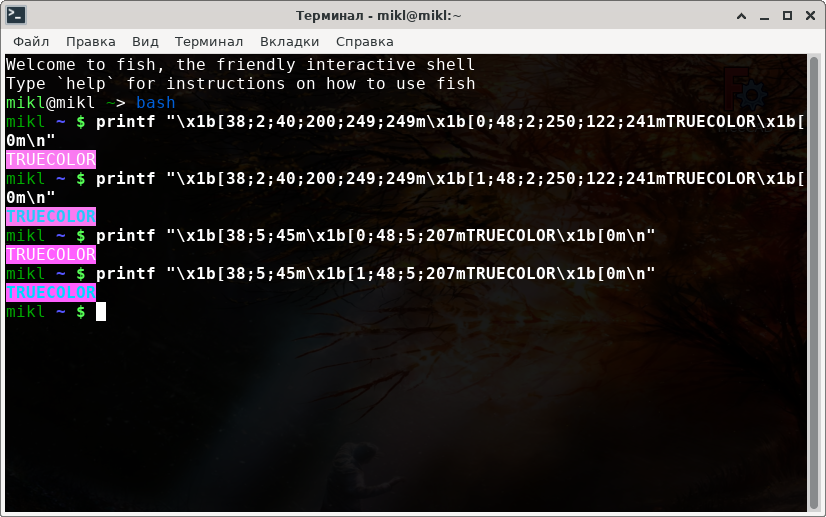 Терминал - mikl@mikl:~
Файл Правка Вид Терминал Вкладки Справка
Welcome to fish, the friendly interactive shell
Type `help` for instructions on how to use fish
mikl@mikl ~> bash
mikl ~ $ printf "\x1b[38;2;40;200;249;249m\x1b[0;48;2;250;122;241mTRUECOLOR\x1b[
0m\n"
TRUECOLOR
mikl ~ $ printf "\x1b[38;2;40;200;249;249m\x1b[1;48;2;250;122;241mTRUECOLOR\x1b[
0m\n"
TRUECOLOR
mikl ~ $ printf "\x1b[38;5;45m\x1b[0;48;5;207mTRUECOLOR\x1b[0m\n"
TRUECOLOR
mikl ~ $ printf "\x1b[38;5;45m\x1b[1;48;5;207mTRUECOLOR\x1b[0m\n"
TRUECOLOR
mikl ~ $